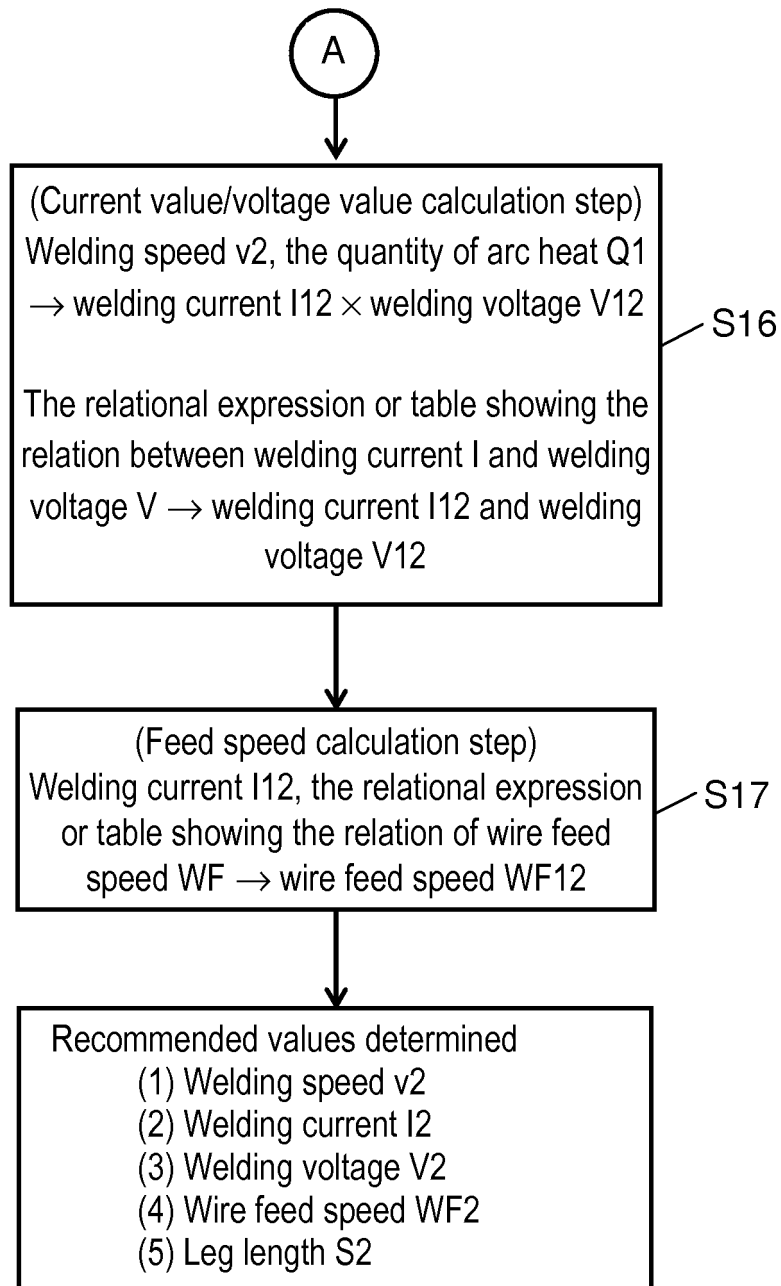 A
(Current value/voltage value calculation step)
Welding speed v2, the quantity of arc heat Q1
→ welding current I12 × welding voltage V12
The relational expression or table showing the
relation between welding current I and welding
voltage V → welding current I12 and welding
voltage V12
S16
(Feed speed calculation step)
Welding current I12, the relational expression
or table showing the relation of wire feed
speed WF → wire feed speed WF12
S17
Recommended values determined
(1) Welding speed v2
(2) Welding current I2
(3) Welding voltage V2
(4) Wire feed speed WF2
(5) Leg length S2